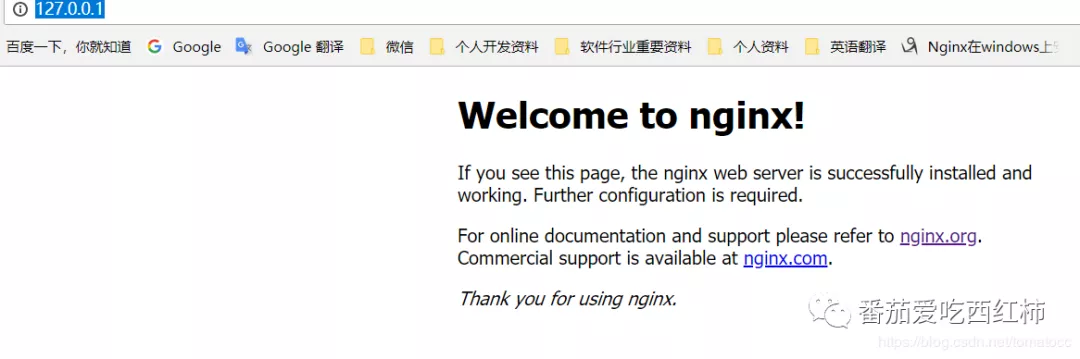 127.0.0.1
百度一下，你就知道 Google Google 翻译 微信 个人开发资料 软件行业重要资料 个人资料 英语翻译 Nginx在windows上
Welcome to nginx!
If you see this page, the nginx web server is successfully installed and
working. Further configuration is required.
For online documentation and support please refer to nginx.org.
Commercial support is available at nginx.com.
Thank you for using nginx.
番茄爱吃西红柿
https://blog.csdn.net/tomatocc